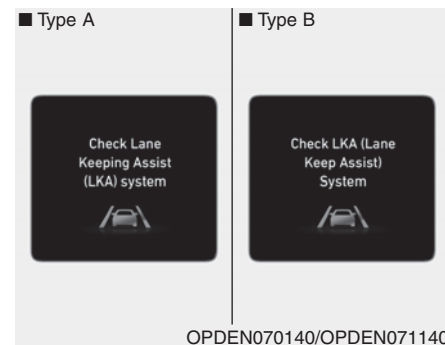 ■ Type A
Check Lane
Keeping Assist
(LKA) system
■ Type B
Check LKA (Lane
Keep Assist)
System
OPDEN070140/OPDEN071140